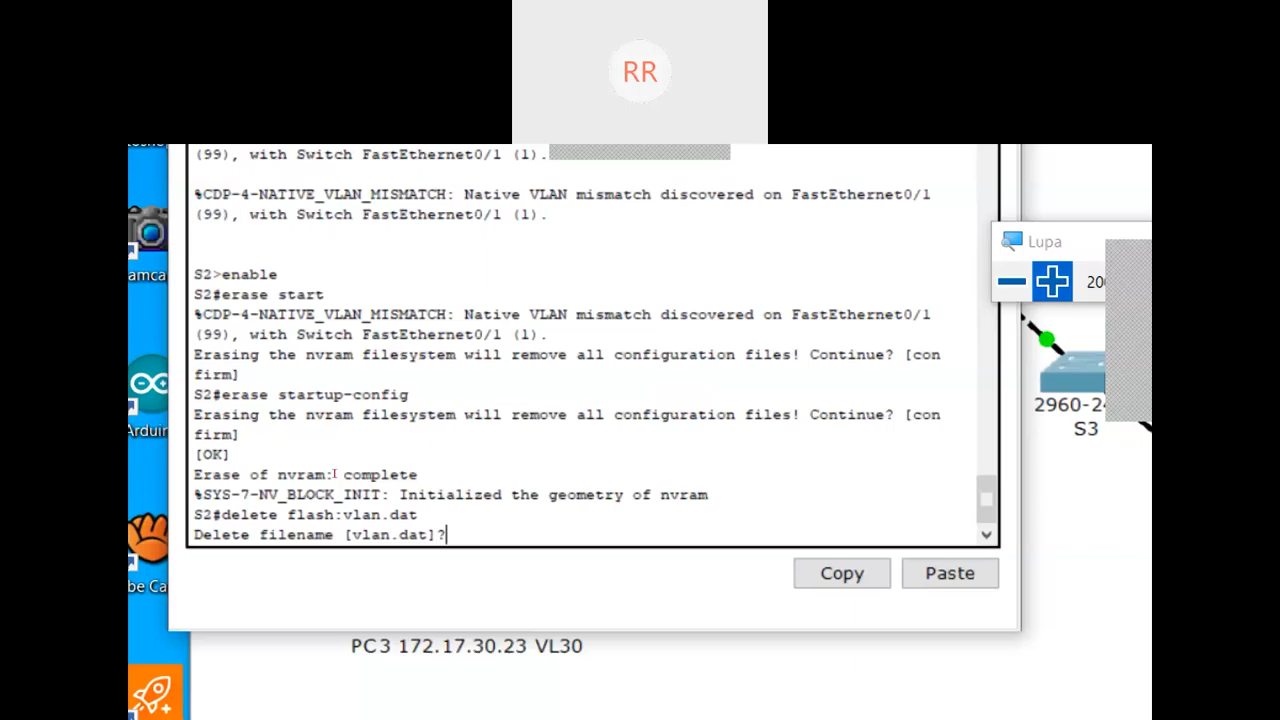 RR
(99), with Switch FastEthernet0/1 (1).
%CDP-4-NATIVE_VLAN_MISMATCH: Native VLAN mismatch discovered on FastEthernet0/1
(99), with Switch FastEthernet0/1 (1).
S2>enable
S2#erase start
%CDP-4-NATIVE_VLAN_MISMATCH: Native VLAN mismatch discovered on FastEthernet0/1
(99), with Switch FastEthernet0/1 (1).
Erasing the nvram filesystem will remove all configuration files! Continue? [con
firm]
S2#erase startup-config
Erasing the nvram filesystem will remove all configuration files! Continue? [con
firm]
[OK]
Erase of nvram: complete
%SYS-7-NV_BLOCK_INIT: Initialized the geometry of nvram
S2#delete flash:vlan.dat
Delete filename [vlan.dat]?
Copy
Paste
Lupa
S3
PC3 172.17.30.23 VL30
amca
Arduin
be Ca